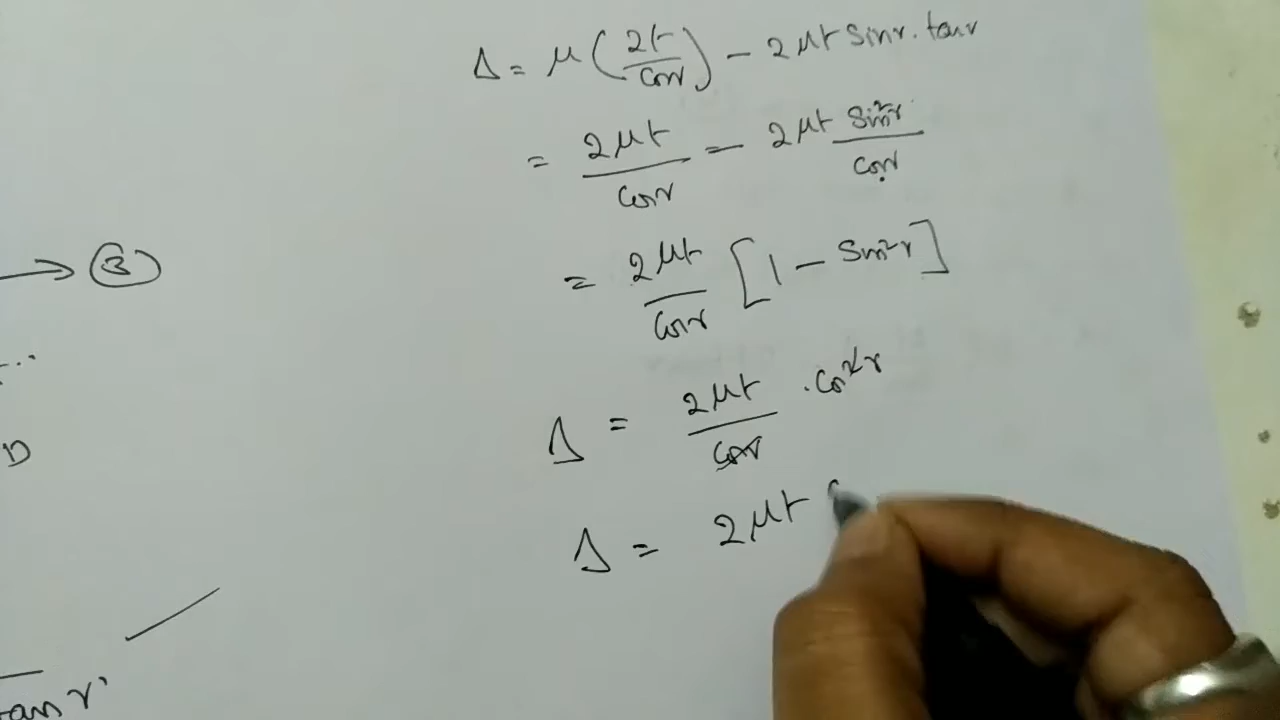 Δ = μ (2t / cos r) - 2μt sin r . tan r
= 2μt / cos r - 2μt sin²r / cos r
→ ③
= 2μt / cos r [1 - sin²r]
Δ = 2μt / cos r . cos²r
D
Δ = 2μt
tan r